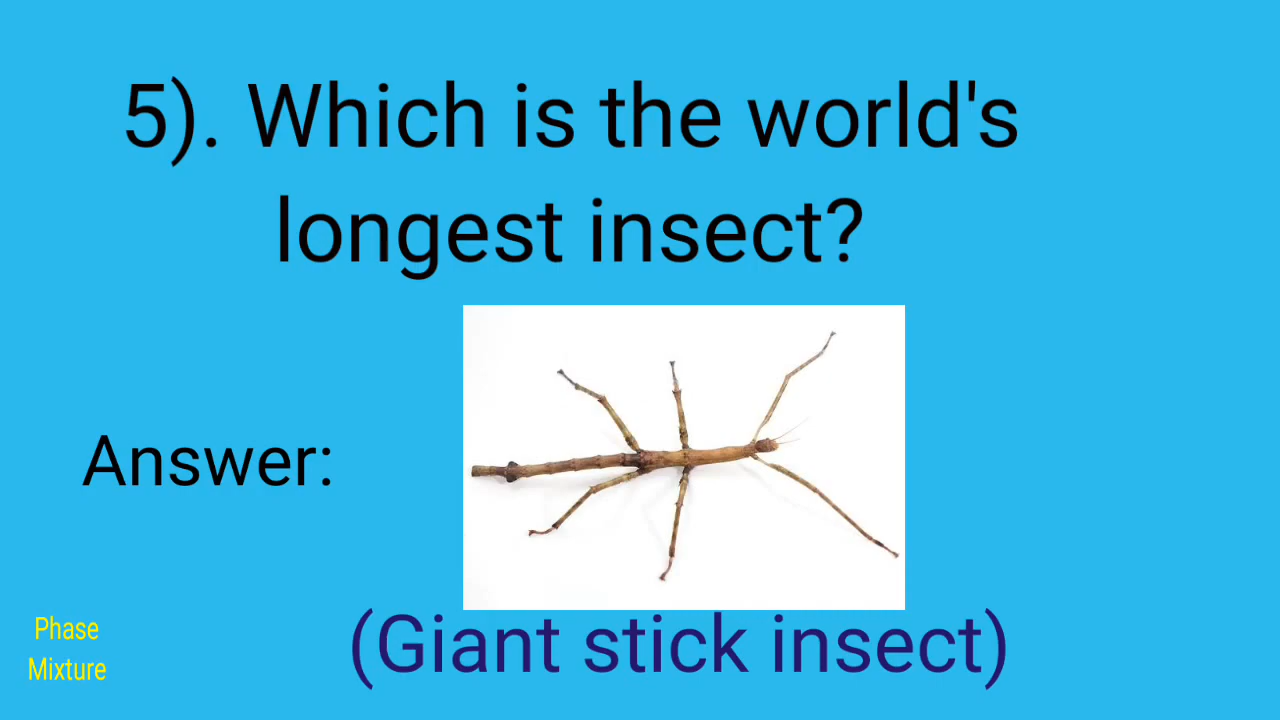 5). Which is the world's
longest insect?
Answer:
(Giant stick insect)
Phase
Mixture